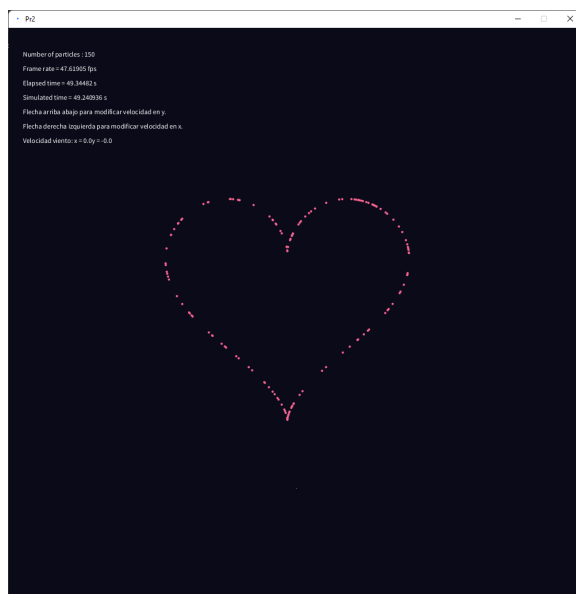 Pr2
Number of particles : 150
Frame rate = 47.61905 fps
Elapsed time = 49.34482 s
Simulated time = 49.240936 s
Flecha arriba abajo para modificar velocidad en y.
Flecha derecha izquierda para modificar velocidad en x.
Velocidad viento: x = 0.0y = -0.0